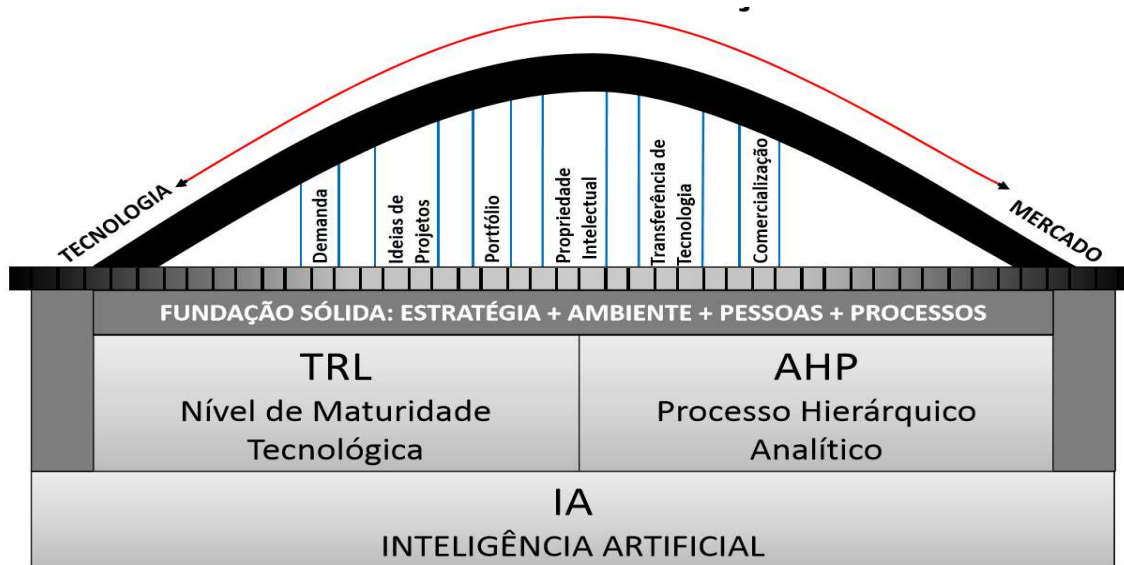 TECNOLOGIA
MERCADO
Demanda
Ideias de
Projetos
Portfólio
Propriedade
Intelectual
Transferência de
Tecnologia
Comercialização
FUNDAÇÃO SÓLIDA: ESTRATÉGIA + AMBIENTE + PESSOAS + PROCESSOS
TRL
Nível de Maturidade
Tecnológica
AHP
Processo Hierárquico
Analítico
IA
INTELIGÊNCIA ARTIFICIAL